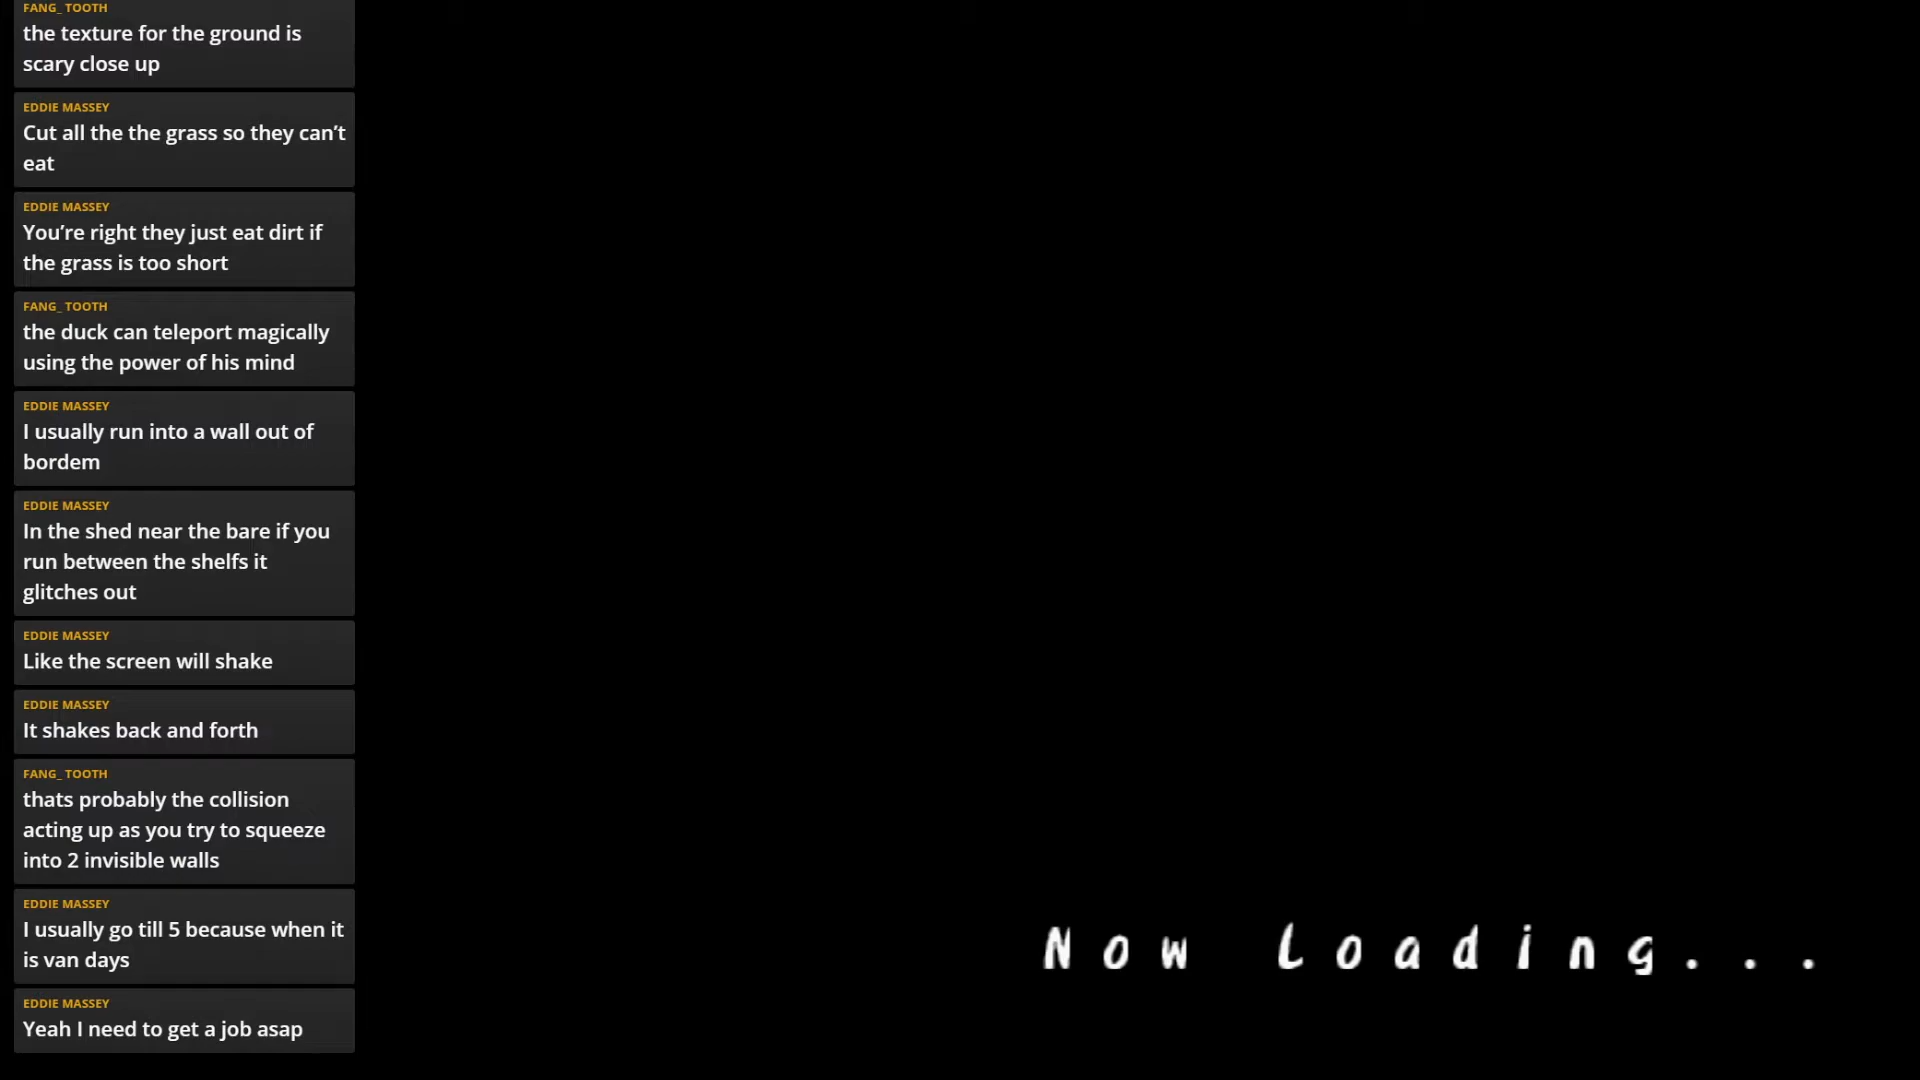 FANG_ TOOTH
the texture for the ground is
scary close up
EDDIE MASSEY
Cut all the the grass so they can’t
eat
EDDIE MASSEY
You’re right they just eat dirt if
the grass is too short
FANG_ TOOTH
the duck can teleport magically
using the power of his mind
EDDIE MASSEY
I usually run into a wall out of
bordem
EDDIE MASSEY
In the shed near the bare if you
run between the shelfs it
glitches out
EDDIE MASSEY
Like the screen will shake
EDDIE MASSEY
It shakes back and forth
FANG_ TOOTH
thats probably the collision
acting up as you try to squeeze
into 2 invisible walls
EDDIE MASSEY
I usually go till 5 because when it
is van days
EDDIE MASSEY
Yeah I need to get a job asap
Now Loading...